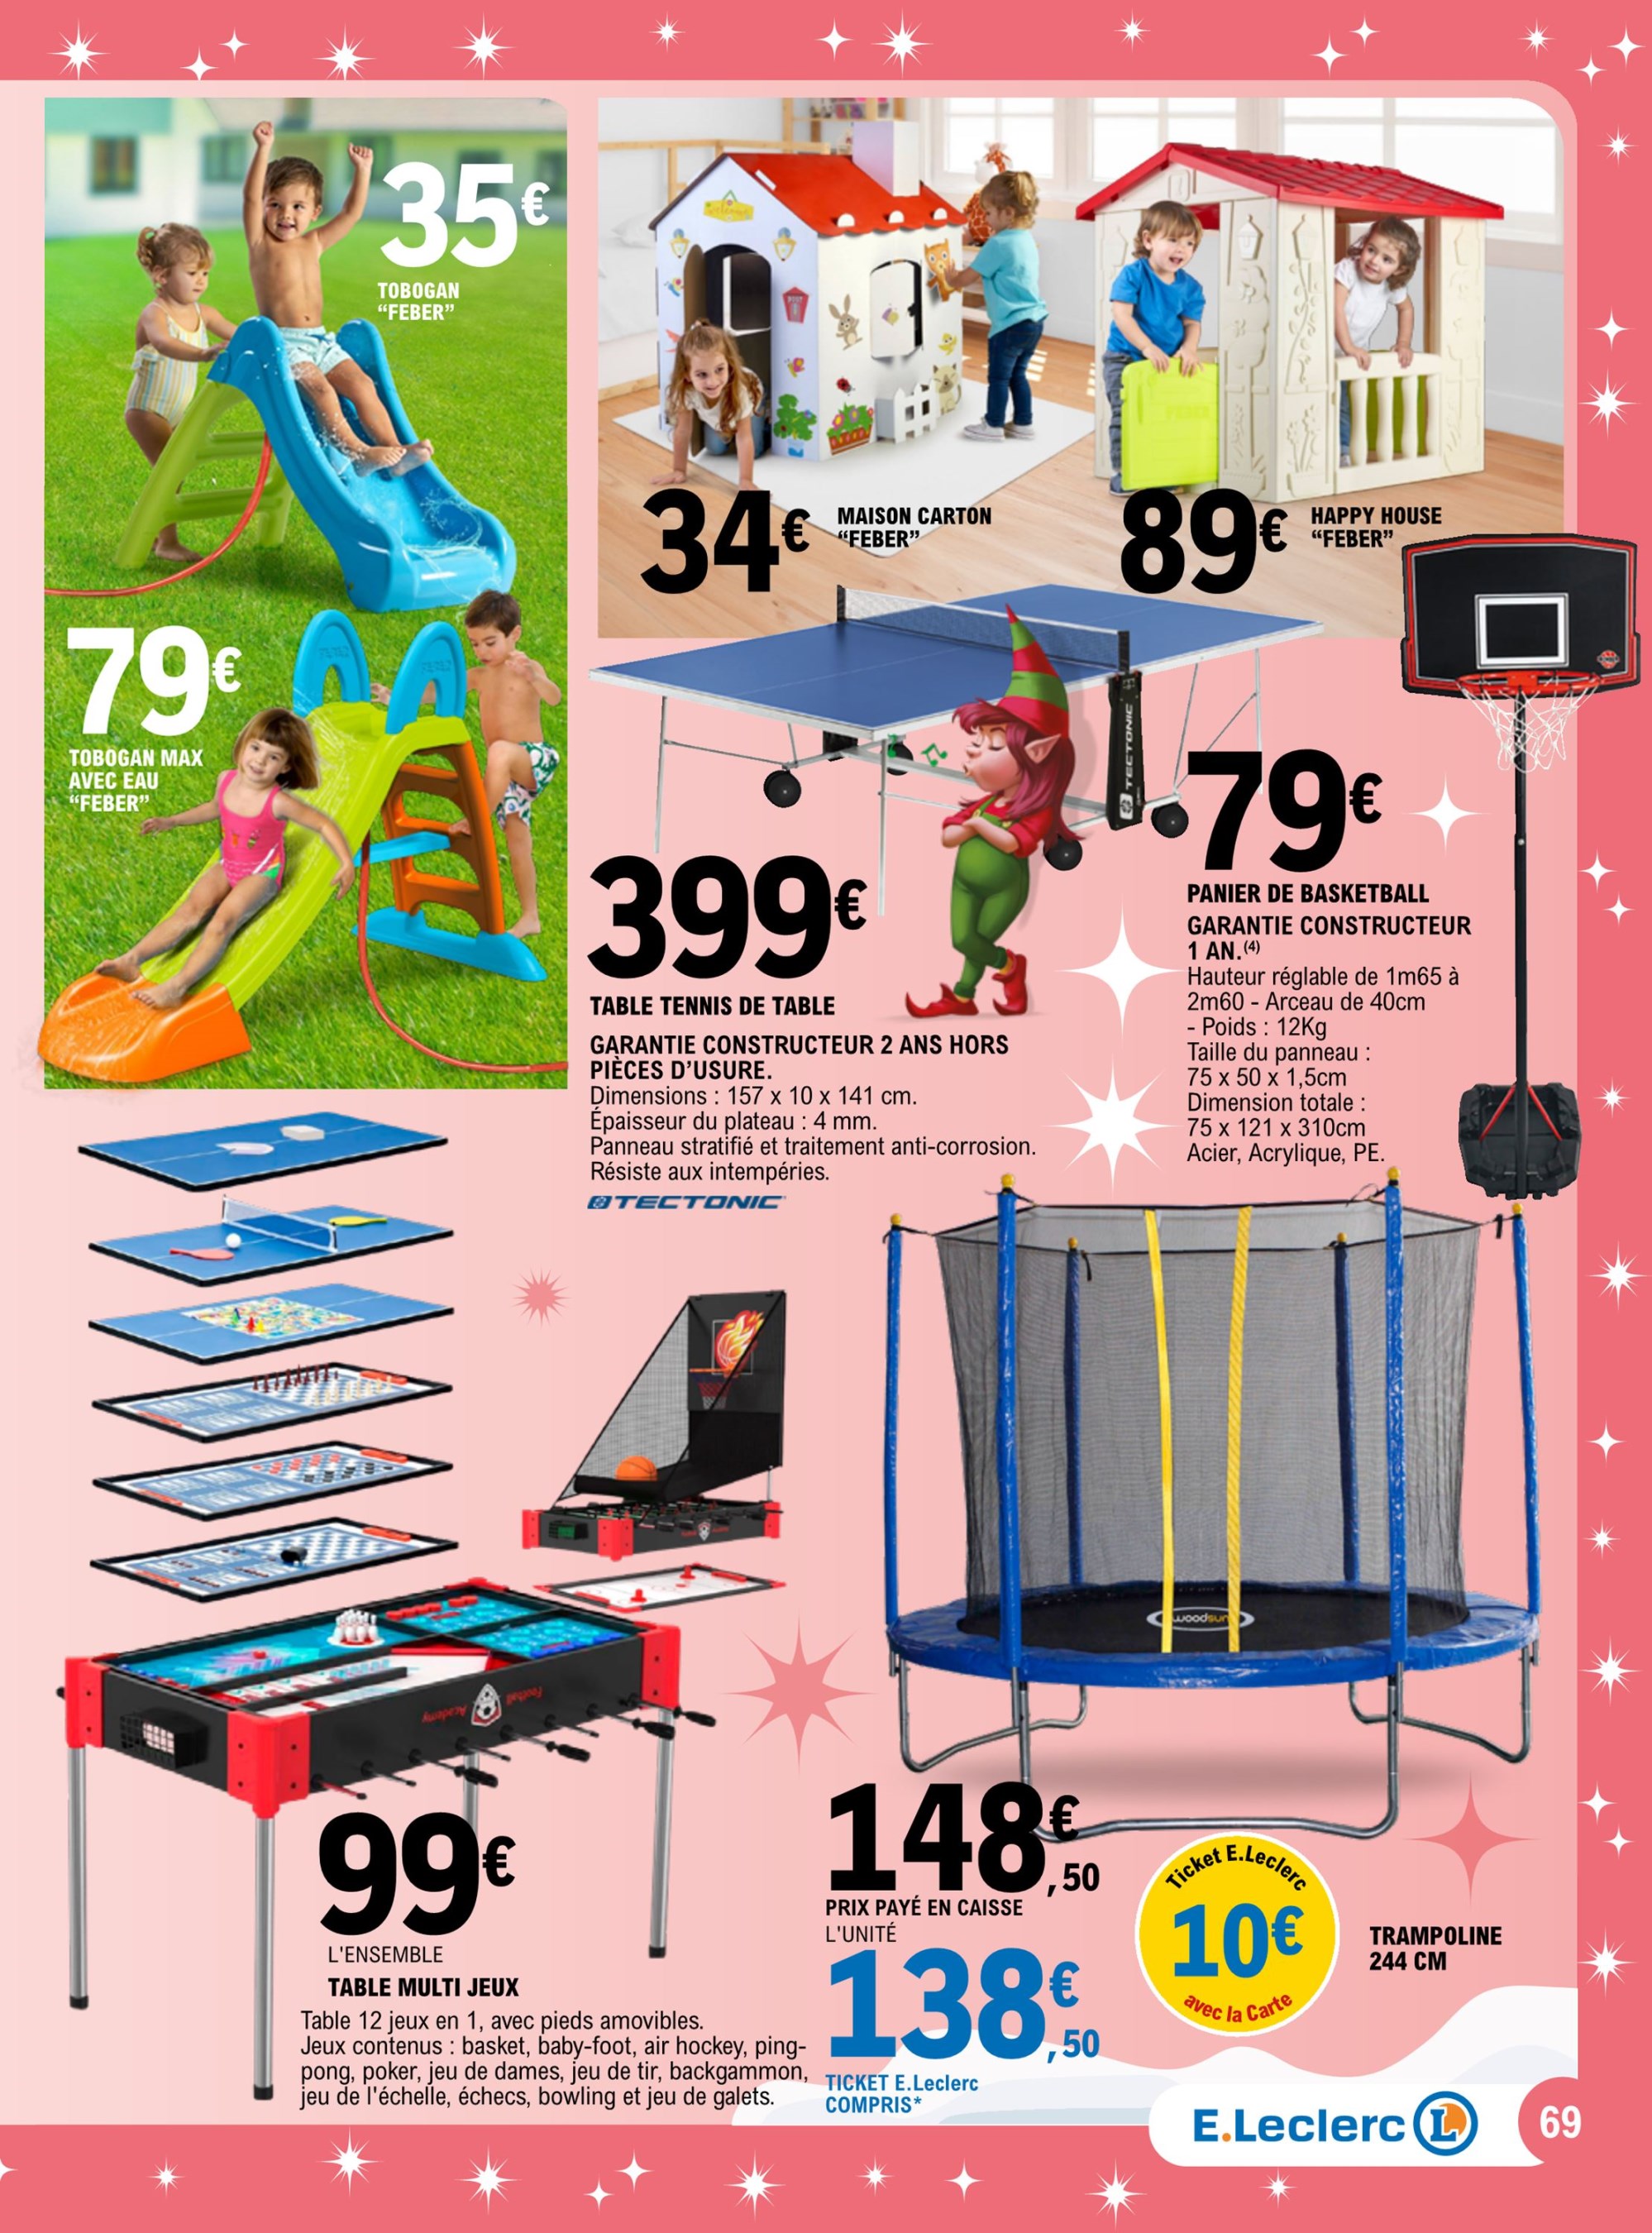 35€
TOBOGAN
“FEBER”
79€
TOBOGAN MAX
AVEC EAU
“FEBER”
34€
MAISON CARTON
“FEBER”
89€
HAPPY HOUSE
“FEBER”
TECTONIC
399€
TABLE TENNIS DE TABLE
GARANTIE CONSTRUCTEUR 2 ANS HORS
PIÈCES D’USURE.
Dimensions : 157 x 10 x 141 cm.
Épaisseur du plateau : 4 mm.
Panneau stratifié et traitement anti-corrosion.
Résiste aux intempéries.
TECTONIC
79€
PANIER DE BASKETBALL
GARANTIE CONSTRUCTEUR
1 AN.(4)
Hauteur réglable de 1m65 à
2m60 - Arceau de 40cm
- Poids : 12Kg
Taille du panneau :
75 x 50 x 1,5cm
Dimension totale :
75 x 121 x 310cm
Acier, Acrylique, PE.
Football
Academy
99€
L'ENSEMBLE
TABLE MULTI JEUX
Table 12 jeux en 1, avec pieds amovibles.
Jeux contenus : basket, baby-foot, air hockey, ping-
pong, poker, jeu de dames, jeu de tir, backgammon,
jeu de l'échelle, échecs, bowling et jeu de galets.
woodsun
148€,50
PRIX PAYÉ EN CAISSE
L'UNITÉ
138€,50
TICKET E.Leclerc
COMPRIS*
Ticket E.Leclerc
10€
avec la Carte
TRAMPOLINE
244 CM
E.Leclerc L
69